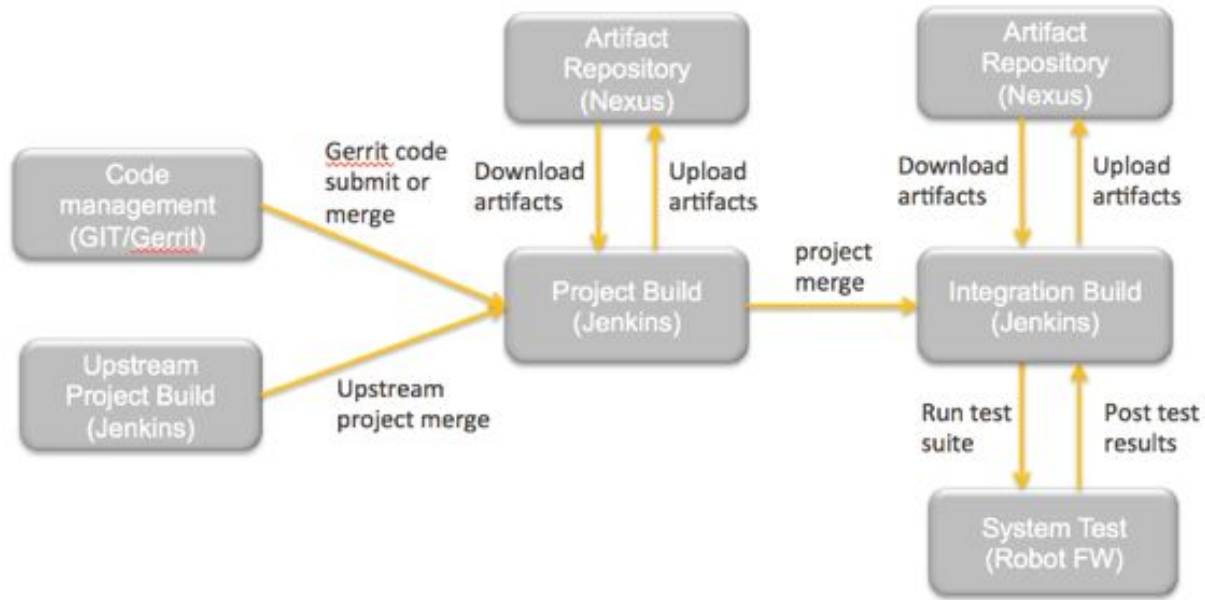 Artifact
Repository
(Nexus)
Artifact
Repository
(Nexus)
Code
management
(GIT/Gerrit)
Gerrit code
submit or
merge
Download
artifacts
Upload
artifacts
Download
artifacts
Upload
artifacts
Project Build
(Jenkins)
project
merge
Integration Build
(Jenkins)
Upstream
Project Build
(Jenkins)
Upstream
project merge
Run test
suite
Post test
results
System Test
(Robot FW)